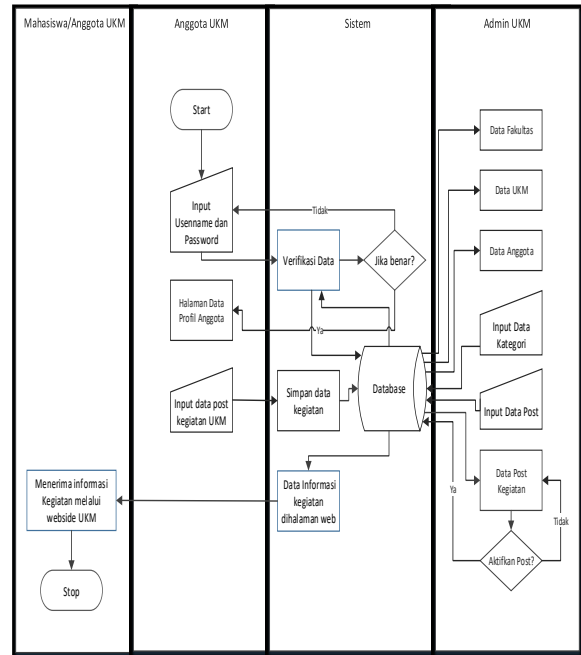 Mahasiswa/Anggota UKM
Anggota UKM
Sistem
Admin UKM
Start
Input
Usenname dan
Password
Tidak
Verifikasi Data
Jika benar?
Halaman Data
Profil Anggota
Ya
Input data post
kegiatan UKM
Simpan data
kegiatan
Database
Data Informasi
kegiatan
dihalaman web
Menerima informasi
Kegiatan melalui
webside UKM
Stop
Data Fakultas
Data UKM
Data Anggota
Input Data
Kategori
Input Data Post
Data Post
Kegiatan
Ya
Tidak
Aktifkan Post?